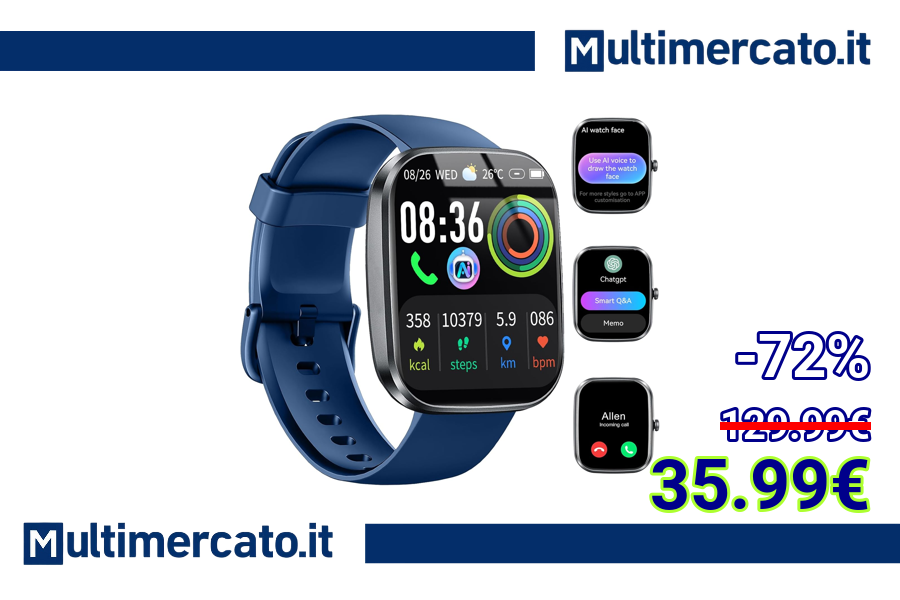 Multimercato.it
08/26 WED 26°C
08:36
Ai
358 10379 5.9 086
kcal steps km bpm
AI watch face
Use AI voice to
draw the watch
face
For more styles go to APP
customisation
Chatgpt
Smart Q&A
Memo
Allen
Incoming call
-72%
129.99€
35.99€
Multimercato.it